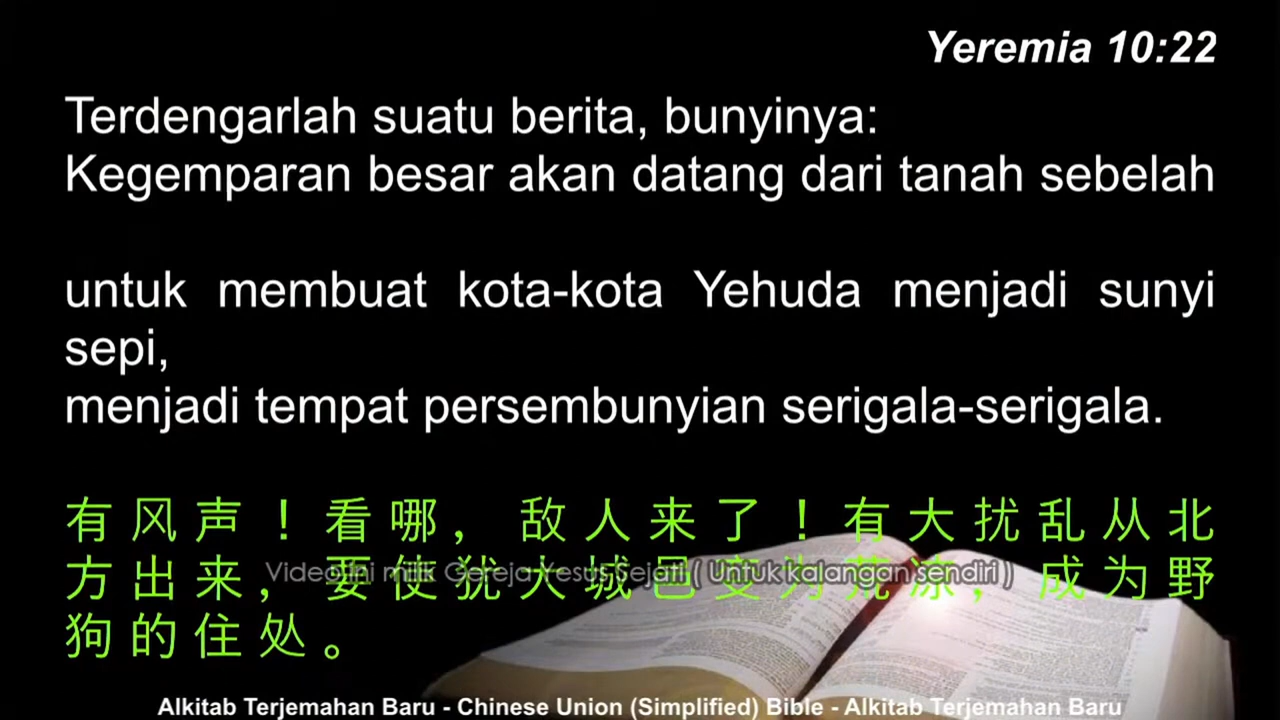 Yeremia 10:22
Terdengarlah suatu berita, bunyinya:
Kegemparan besar akan datang dari tanah sebelah
untuk membuat kota-kota Yehuda menjadi sunyi
sepi,
menjadi tempat persembunyian serigala-serigala.
有风声！看哪，敌人来了！有大扰乱从北
方出来，要使犹大城邑变为荒凉，成为野
狗的住处。
Video ini milik Gereja Yesus Sejati ( Untuk kalangan sendiri )
Alkitab Terjemahan Baru - Chinese Union (Simplified) Bible - Alkitab Terjemahan Baru